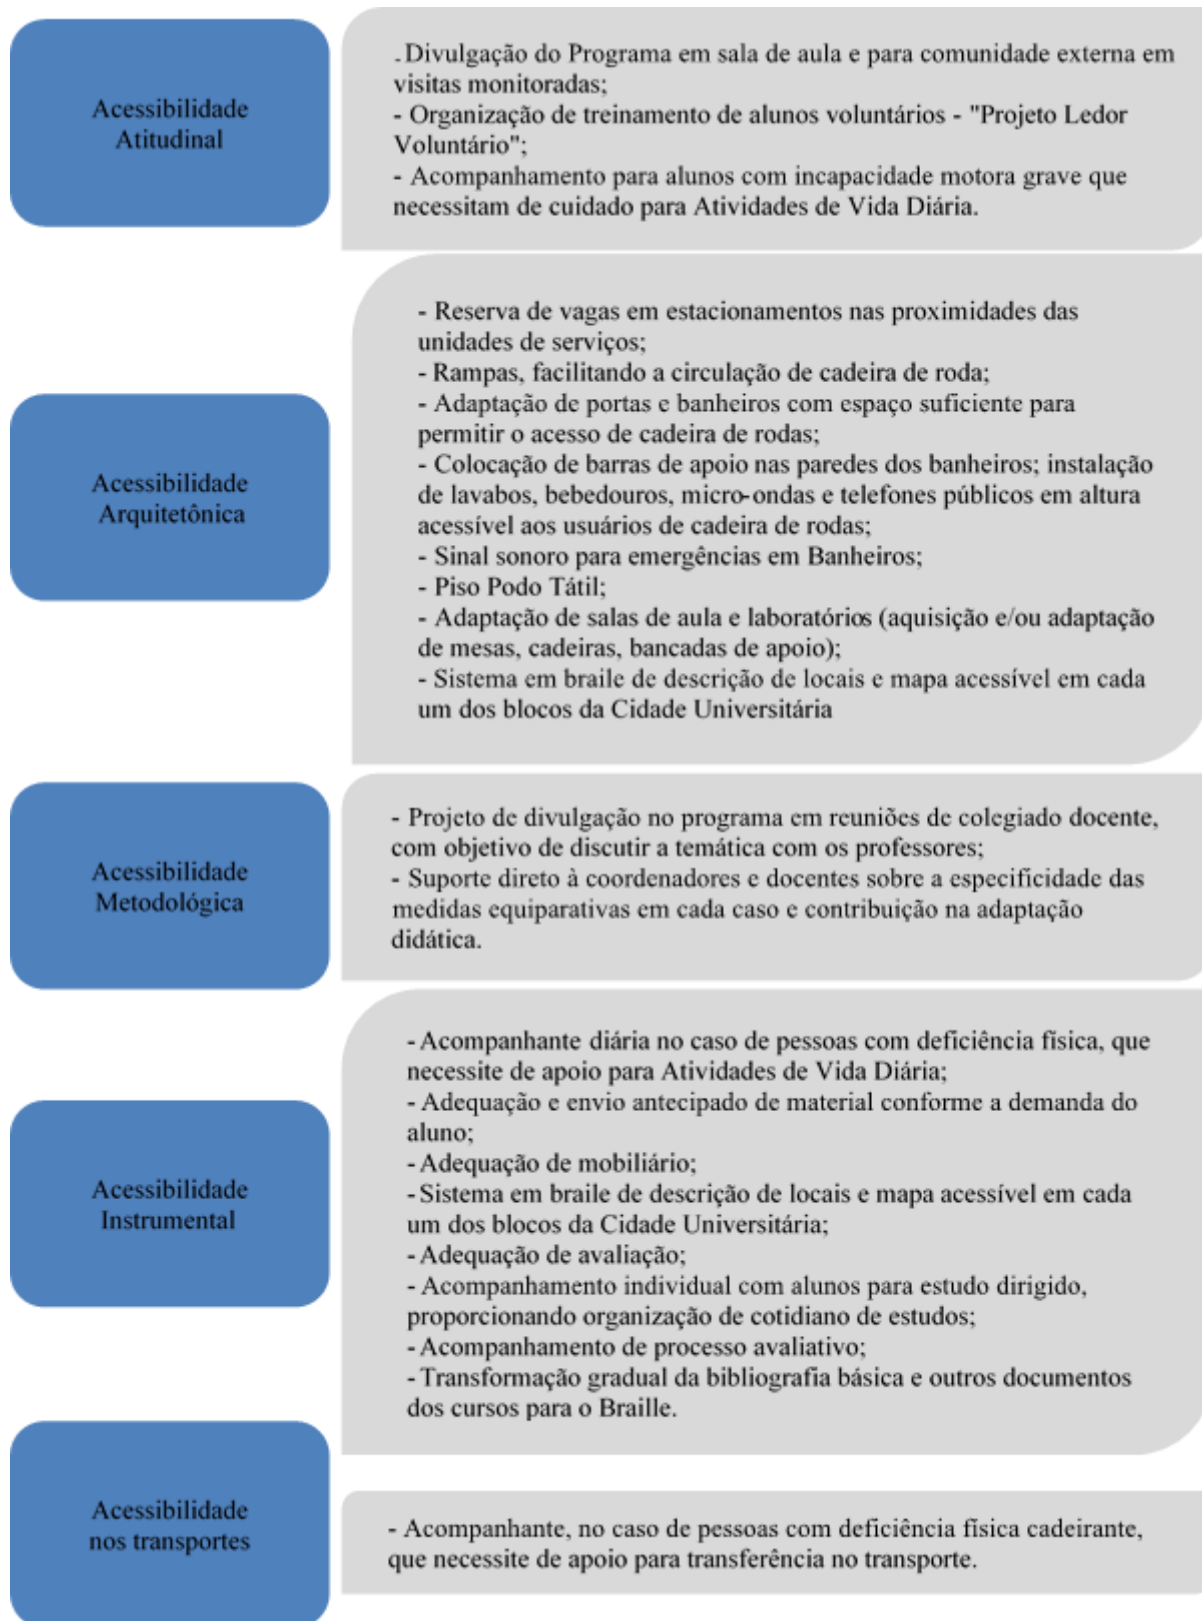 Acessibilidade
Atitudinal
. Divulgação do Programa em sala de aula e para comunidade externa em
visitas monitoradas;
- Organização de treinamento de alunos voluntários - "Projeto Ledor
Voluntário";
- Acompanhamento para alunos com incapacidade motora grave que
necessitam de cuidado para Atividades de Vida Diária.
Acessibilidade
Arquitetônica
- Reserva de vagas em estacionamentos nas proximidades das
unidades de serviços;
- Rampas, facilitando a circulação de cadeira de roda;
- Adaptação de portas e banheiros com espaço suficiente para
permitir o acesso de cadeira de rodas;
- Colocação de barras de apoio nas paredes dos banheiros; instalação
de lavabos, bebedouros, micro-ondas e telefones públicos em altura
acessível aos usuários de cadeira de rodas;
- Sinal sonoro para emergências em Banheiros;
- Piso Podo Tátil;
- Adaptação de salas de aula e laboratórios (aquisição e/ou adaptação
de mesas, cadeiras, bancadas de apoio);
- Sistema em braile de descrição de locais e mapa acessível em cada
um dos blocos da Cidade Universitária
Acessibilidade
Metodológica
- Projeto de divulgação no programa em reuniões de colegiado docente,
com objetivo de discutir a temática com os professores;
- Suporte direto à coordenadores e docentes sobre a especificidade das
medidas equiparativas em cada caso e contribuição na adaptação
didática.
Acessibilidade
Instrumental
- Acompanhante diária no caso de pessoas com deficiência física, que
necessite de apoio para Atividades de Vida Diária;
- Adequação e envio antecipado de material conforme a demanda do
aluno;
- Adequação de mobiliário;
- Sistema em braile de descrição de locais e mapa acessível em cada
um dos blocos da Cidade Universitária;
- Adequação de avaliação;
- Acompanhamento individual com alunos para estudo dirigido,
proporcionando organização de cotidiano de estudos;
- Acompanhamento de processo avaliativo;
- Transformação gradual da bibliografia básica e outros documentos
dos cursos para o Braille.
Acessibilidade
nos transportes
- Acompanhante, no caso de pessoas com deficiência física cadeirante,
que necessite de apoio para transferência no transporte.